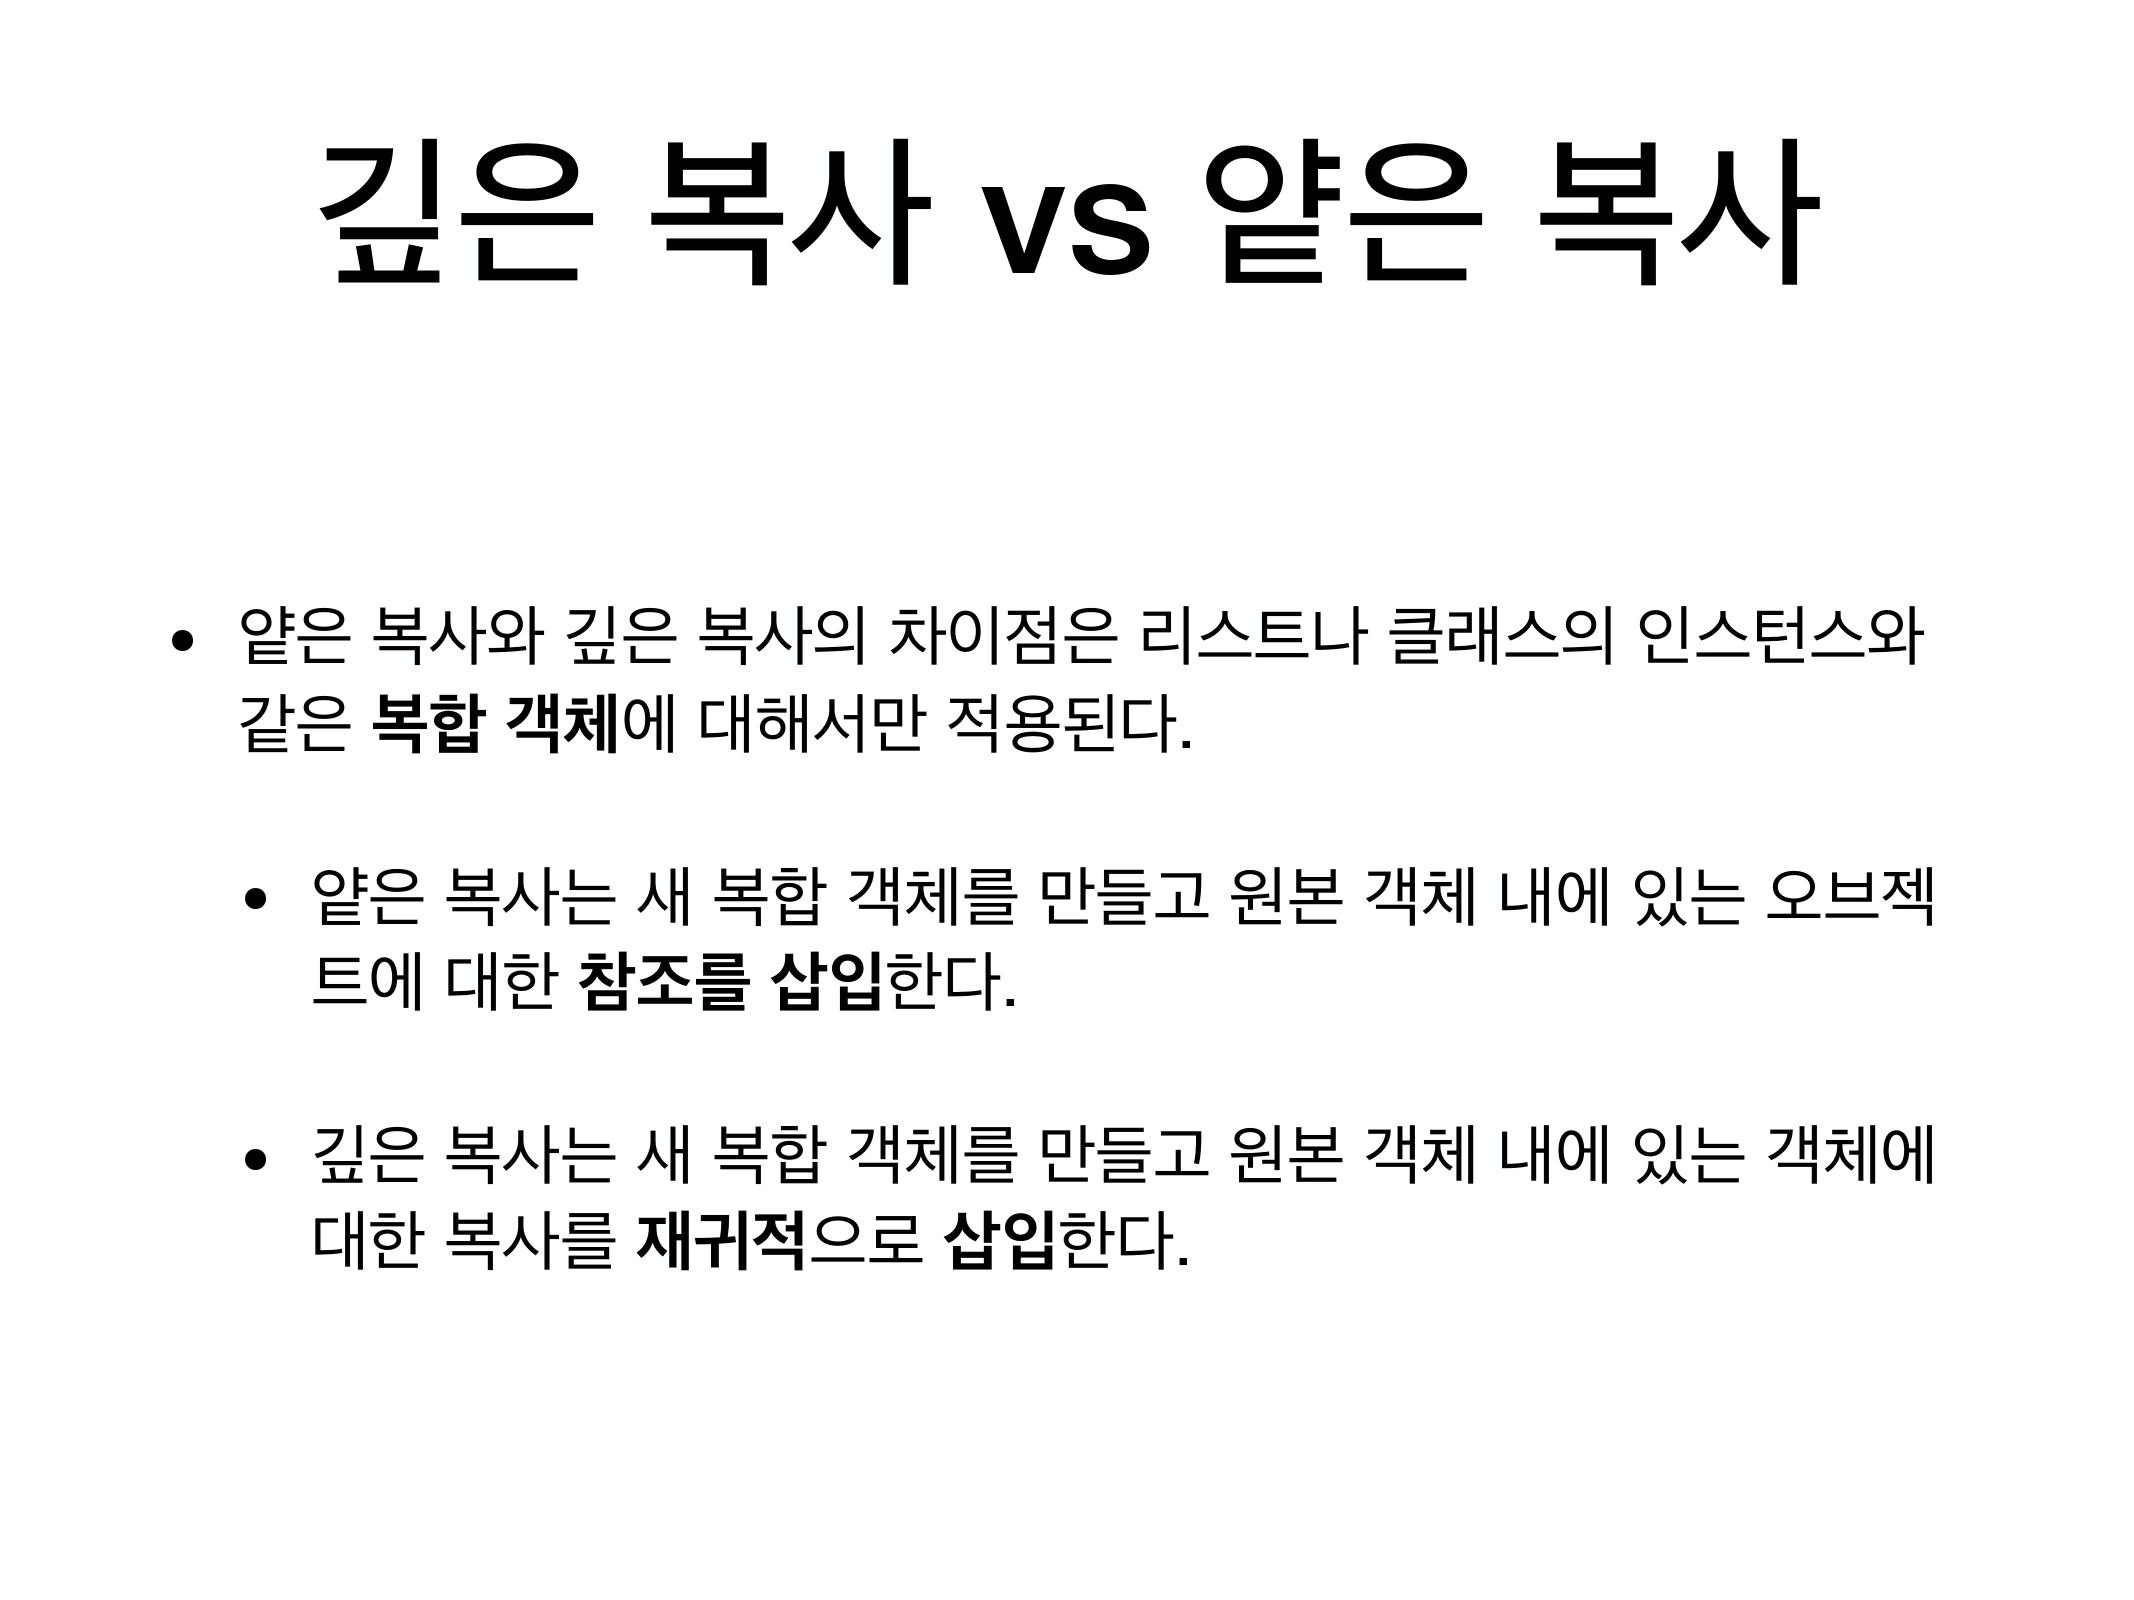 깊은 복사 vs 얕은 복사
• 얕은 복사와 깊은 복사의 차이점은 리스트나 클래스의 인스턴스와
같은 복합 객체에 대해서만 적용된다.
• 얕은 복사는 새 복합 객체를 만들고 원본 객체 내에 있는 오브젝
트에 대한 참조를 삽입한다.
• 깊은 복사는 새 복합 객체를 만들고 원본 객체 내에 있는 객체에
대한 복사를 재귀적으로 삽입한다.